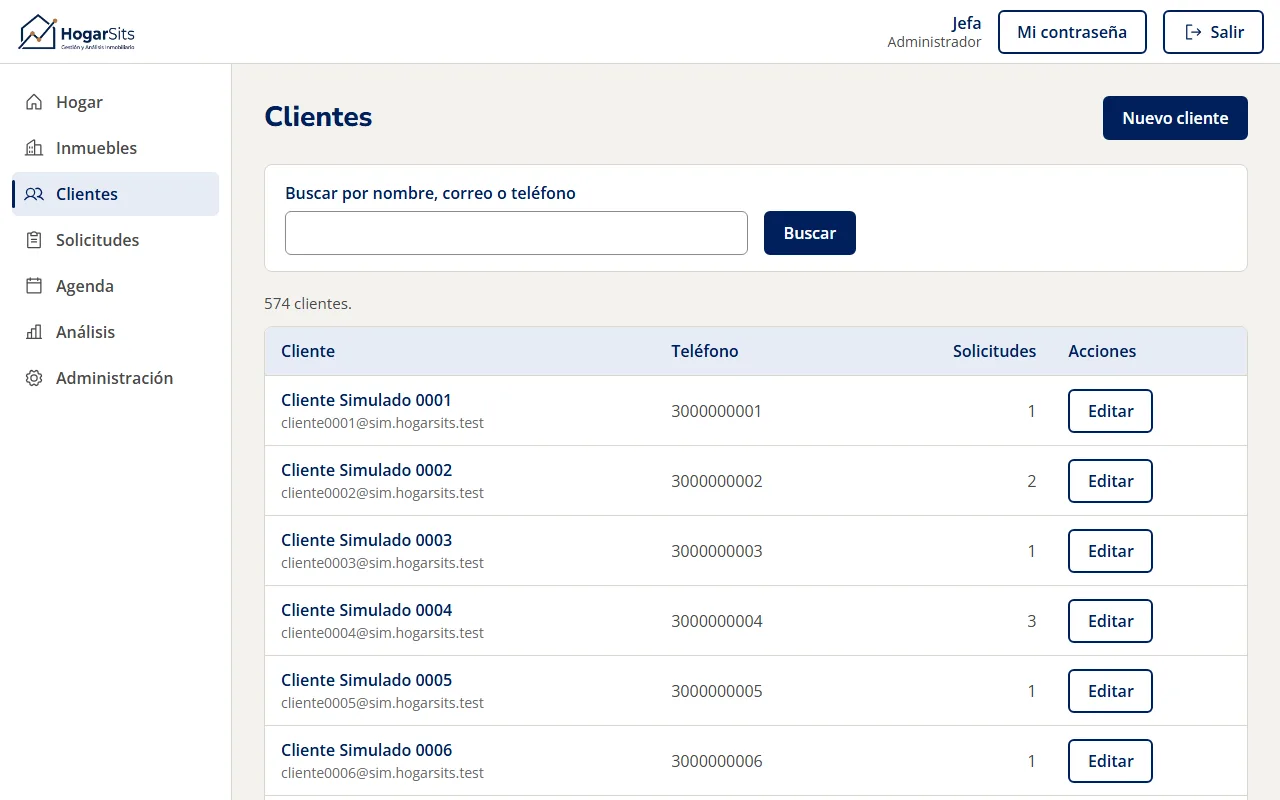 HogarSits
Gestión y Análisis Inmobiliario
Jefa
Administrador
Mi contraseña
Salir
Hogar
Inmuebles
Clientes
Solicitudes
Agenda
Análisis
Administración
Clientes
Nuevo cliente
Buscar por nombre, correo o teléfono
Buscar
574 clientes.
Cliente Teléfono Solicitudes Acciones
Cliente Simulado 0001
cliente0001@sim.hogarsits.test
3000000001 1 Editar
Cliente Simulado 0002
cliente0002@sim.hogarsits.test
3000000002 2 Editar
Cliente Simulado 0003
cliente0003@sim.hogarsits.test
3000000003 1 Editar
Cliente Simulado 0004
cliente0004@sim.hogarsits.test
3000000004 3 Editar
Cliente Simulado 0005
cliente0005@sim.hogarsits.test
3000000005 1 Editar
Cliente Simulado 0006
cliente0006@sim.hogarsits.test
3000000006 1 Editar